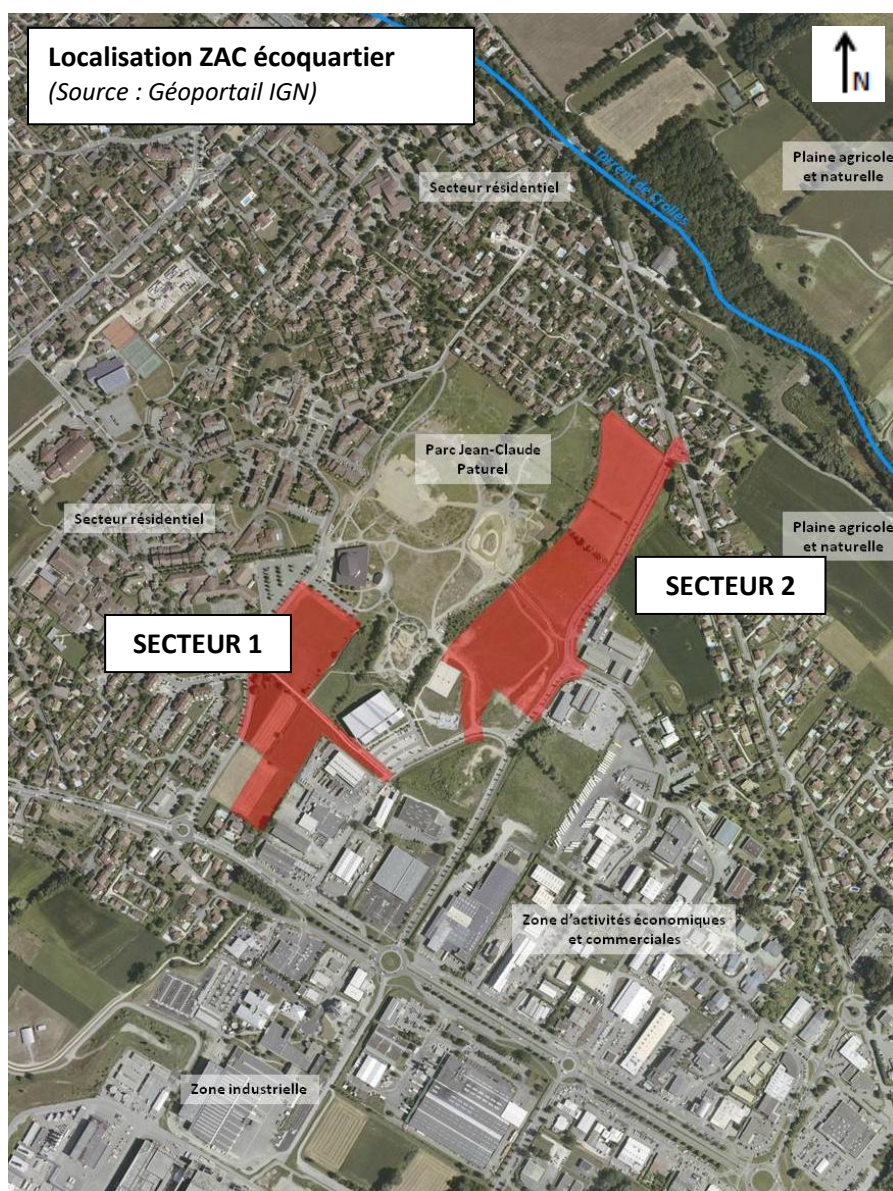 Localisation ZAC écoquartier
(Source : Géoportail IGN)
N
Torrent de Crolles
Plaine agricole
et naturelle
Secteur résidentiel
Parc Jean-Claude
Paturel
Secteur résidentiel
Plaine agricole
et naturelle
SECTEUR 2
SECTEUR 1
Zone d'activités économiques
et commerciales
Zone industrielle